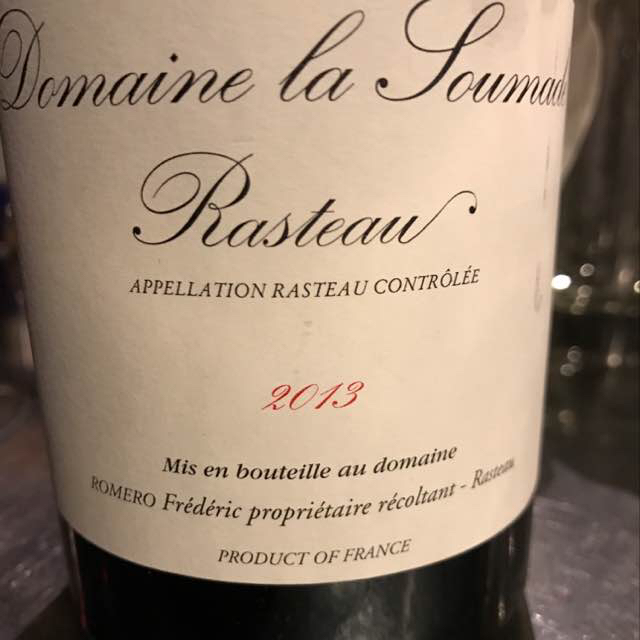 Domaine la Soumade
Rasteau
APPELLATION RASTEAU CONTRÔLÉE
2013
Mis en bouteille au domaine
ROMERO Frédéric propriétaire récoltant - Rasteau
PRODUCT OF FRANCE